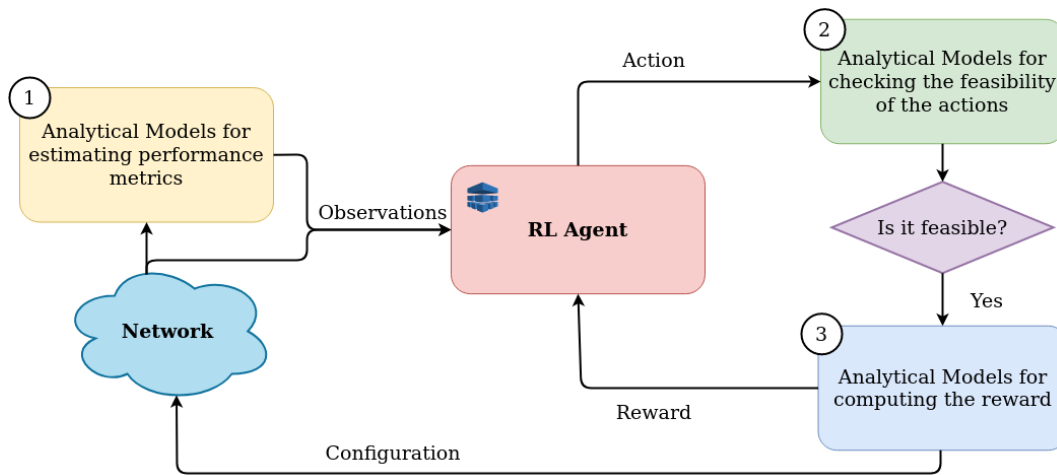 1
Analytical Models for
estimating performance
metrics
Network
Observations
RL Agent
Action
2
Analytical Models for
checking the feasibility
of the actions
Is it feasible?
Yes
3
Analytical Models for
computing the reward
Reward
Configuration